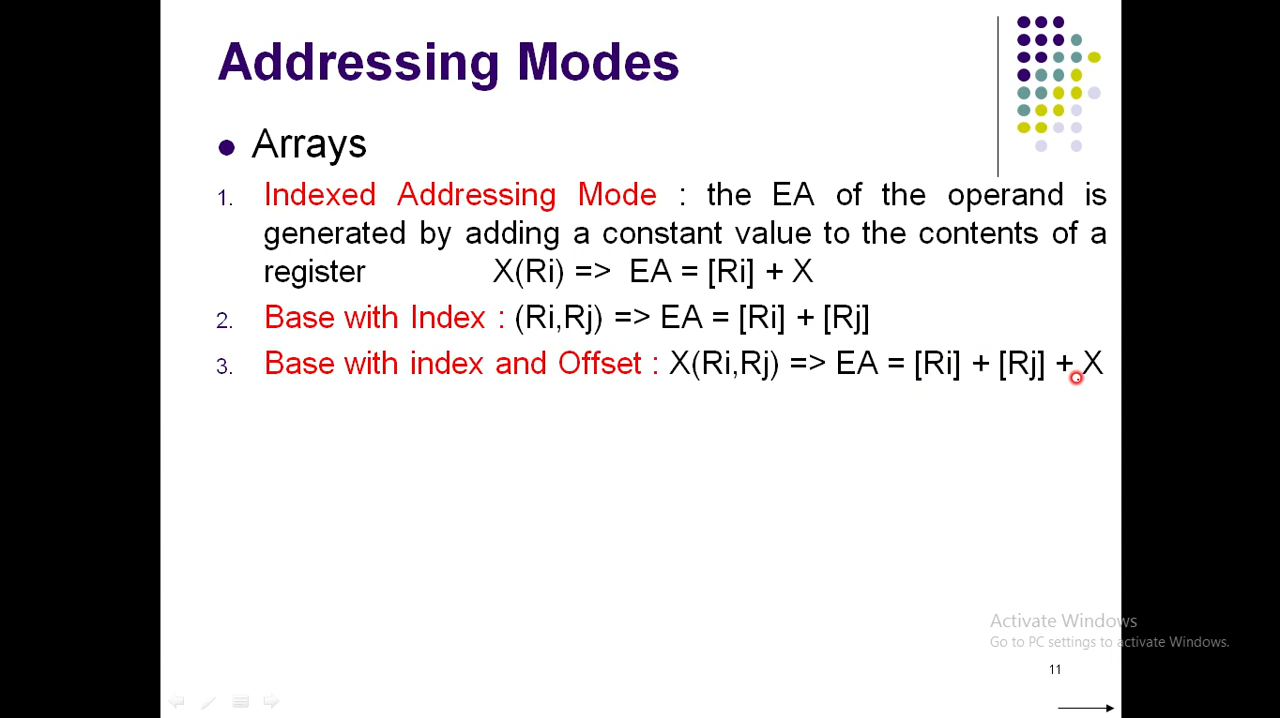 Addressing Modes
Arrays
1. Indexed Addressing Mode : the EA of the operand is
generated by adding a constant value to the contents of a
register X(Ri) => EA = [Ri] + X
2. Base with Index : (Ri,Rj) => EA = [Ri] + [Rj]
3. Base with index and Offset : X(Ri,Rj) => EA = [Ri] + [Rj] + X
Activate Windows
Go to PC settings to activate Windows.
11